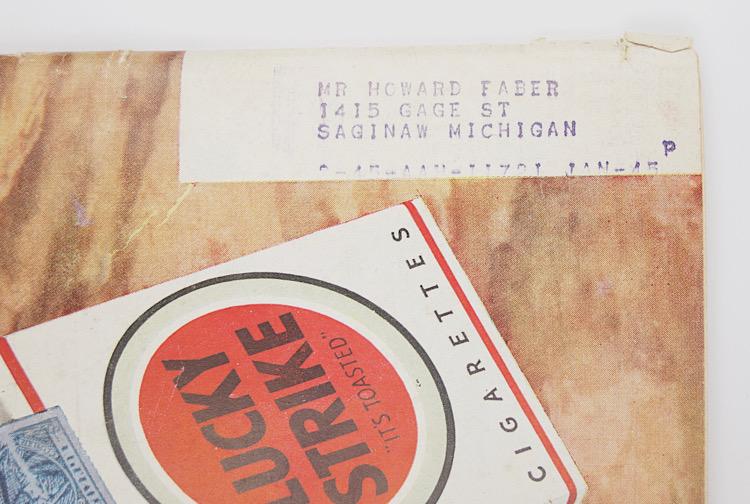 MR HOWARD FABER
1415 GAGE ST
SAGINAW MICHIGAN
P
LUCKY
STRIKE
"IT'S TOASTED"
CIGARETTES